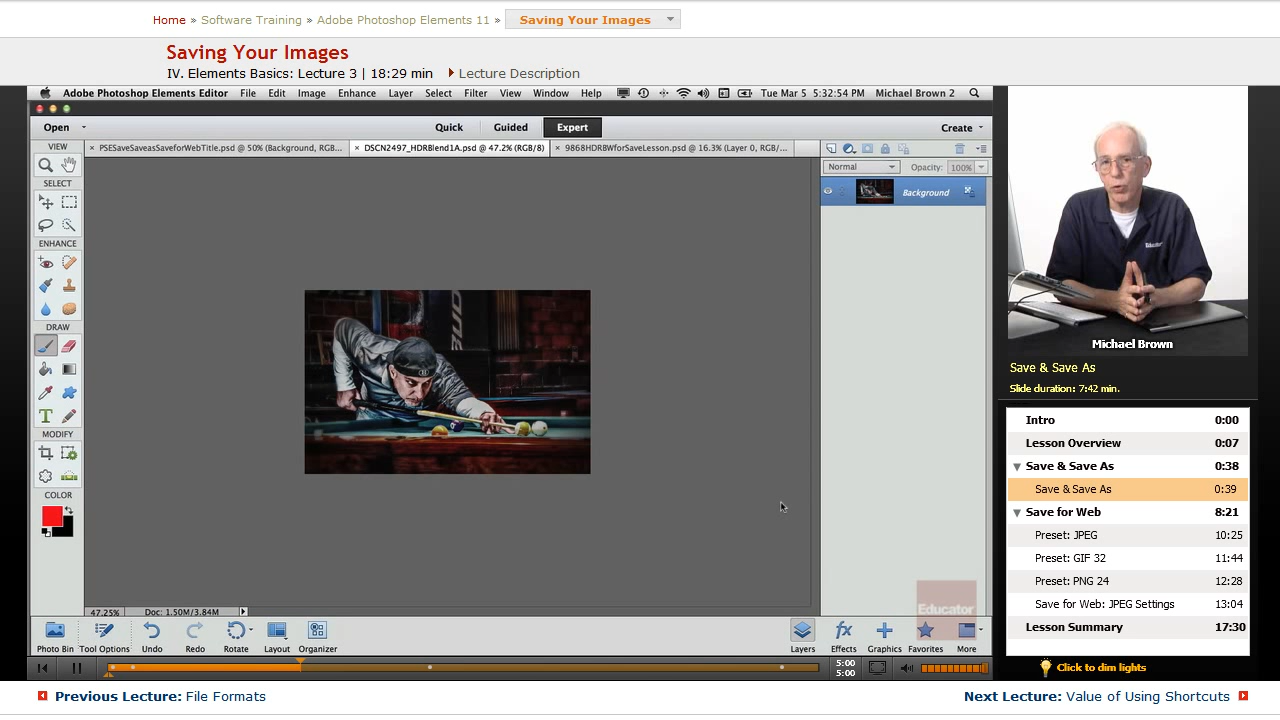 Home » Software Training » Adobe Photoshop Elements 11 » Saving Your Images
Saving Your Images
IV. Elements Basics: Lecture 3 | 18:29 min Lecture Description
Adobe Photoshop Elements Editor File Edit Image Enhance Layer Select Filter View Window Help Tue Mar 5 5:32:54 PM Michael Brown 2
Open Quick Guided Expert Create
VIEW
× PSESaveSaveasSaveforWebTitle.psd @ 50% (Background, RGB... × DSCN2497_HDRBlend1A.psd @ 47.2% (RGB/8) × 9868HDRBWforSaveLesson.psd @ 16.3% (Layer 0, RGB/...
Normal Opacity: 100%
SELECT
Background
ENHANCE
DRAW
T
MODIFY
COLOR
47.25% Doc: 1.50M/3.84M
Educator
Photo Bin Tool Options Undo Redo Rotate Layout Organizer Layers Effects Graphics Favorites More
fx
5:00
5:00
Michael Brown
Save & Save As
Slide duration: 7:42 min.
Intro 0:00
Lesson Overview 0:07
Save & Save As 0:38
Save & Save As 0:39
Save for Web 8:21
Preset: JPEG 10:25
Preset: GIF 32 11:44
Preset: PNG 24 12:28
Save for Web: JPEG Settings 13:04
Lesson Summary 17:30
Click to dim lights
Previous Lecture: File Formats
Next Lecture: Value of Using Shortcuts